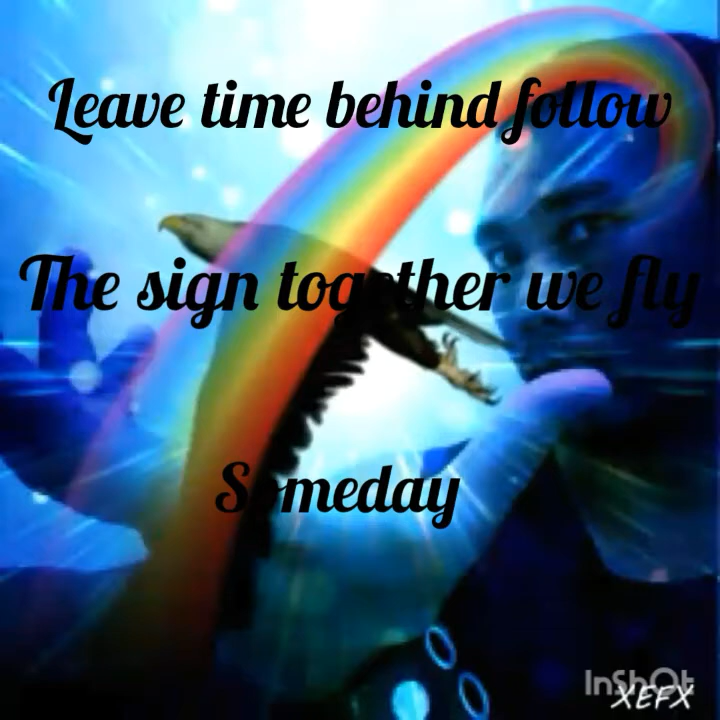 Leave time behind follow
The sign together we fly
Someday
InShOt
XEFX